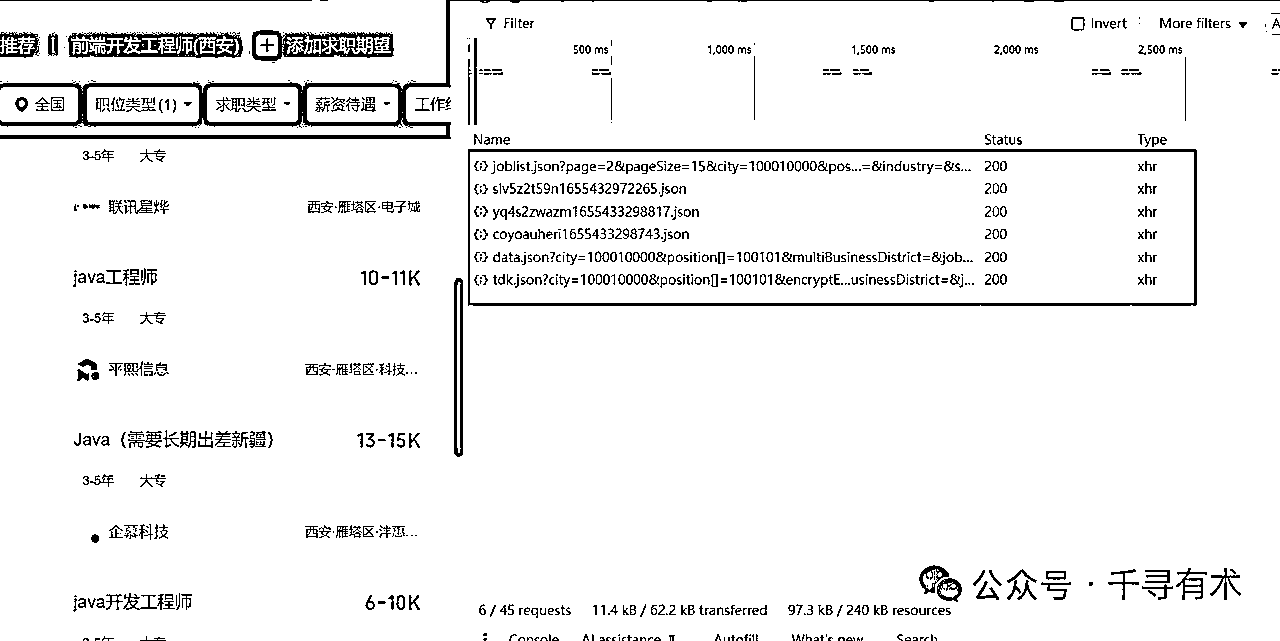 推荐 前端开发工程师(西安) 添加求职期望
全国 职位类型(1) 求职类型 薪资待遇
3-5年 大专
联讯星烨 西安·雁塔区·电子城
java工程师 10-11K
3-5年 大专
平熙信息 西安·雁塔区·科技...
Java（需要长期出差新疆） 13-15K
3-5年 大专
企慕科技 西安·雁塔区·沣惠...
java开发工程师 6-10K
3-5年 大专
Filter Invert More filters
500 ms 1,000 ms 1,500 ms 2,000 ms 2,500 ms
Name Status Type
joblist.json?page=2&pageSize=15&city=100010000&pos...=&industry=&s... 200 xhr
slv5z2t59n1655432972265.json 200 xhr
yq4s2zwazm1655433298817.json 200 xhr
coyoauheri1655433298743.json 200 xhr
data.json?city=100010000&position[]=100101&multiBusinessDistrict=&job... 200 xhr
tdk.json?city=100010000&position[]=100101&encryptE...usinessDistrict=&j... 200 xhr
公众号 · 千寻有术
6 / 45 requests 11.4 kB / 62.2 kB transferred 97.3 kB / 240 kB resources
Console AI assistance Autofill What's new Search